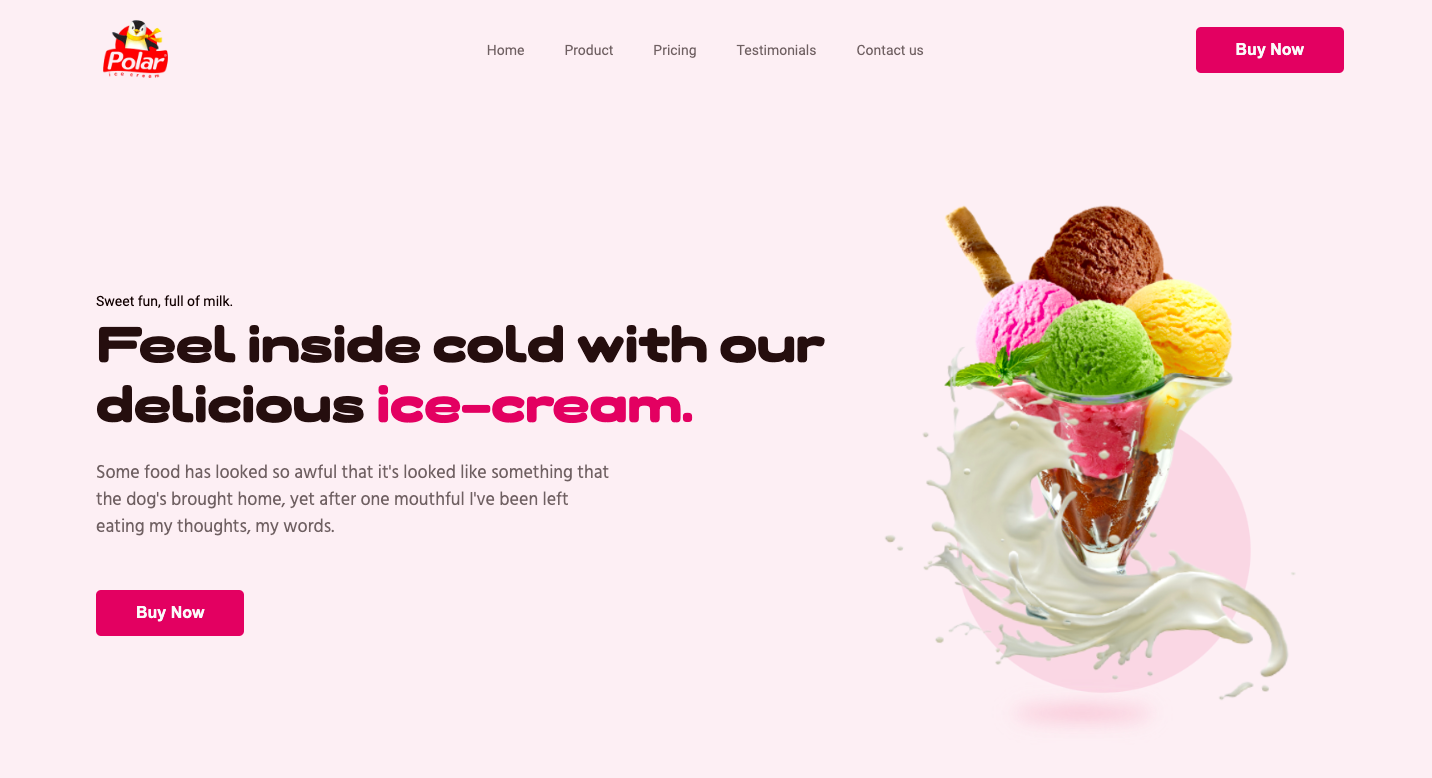 Polar
ice cream
Home
Product
Pricing
Testimonials
Contact us
Buy Now
Sweet fun, full of milk.
Feel inside cold with our
delicious ice-cream.
Some food has looked so awful that it's looked like something that
the dog's brought home, yet after one mouthful I've been left
eating my thoughts, my words.
Buy Now